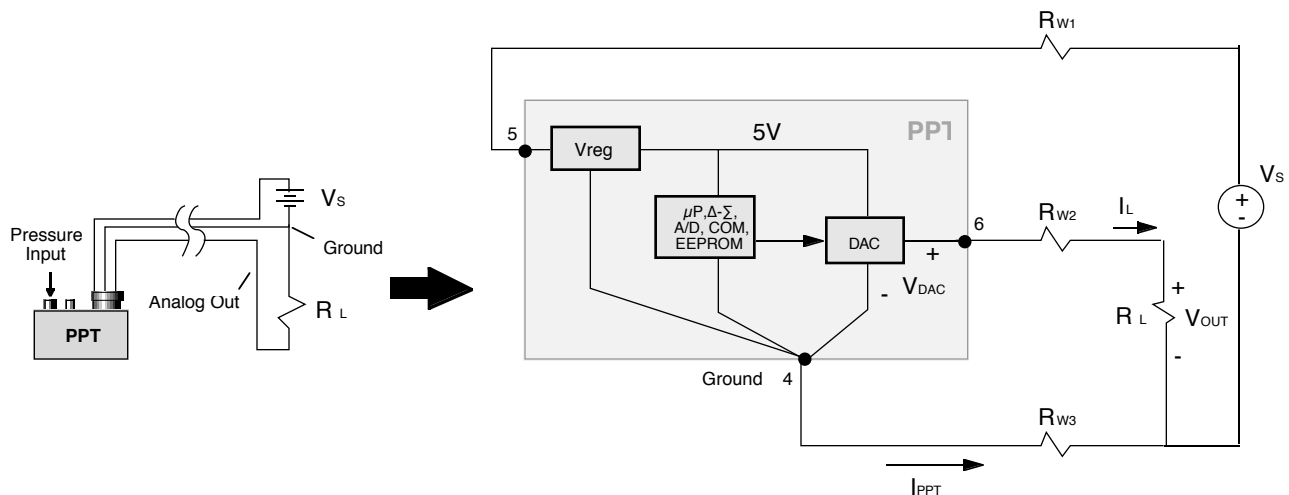 Pressure
Input
PPT
Analog Out
VS
Ground
R L
RW1
5
Vreg
5V
PPT
µP,Δ-Σ,
A/D, COM,
EEPROM
DAC
+
VDAC
-
6
RW2
IL
VS
+
-
R L
+
VOUT
-
Ground
4
RW3
IPPT